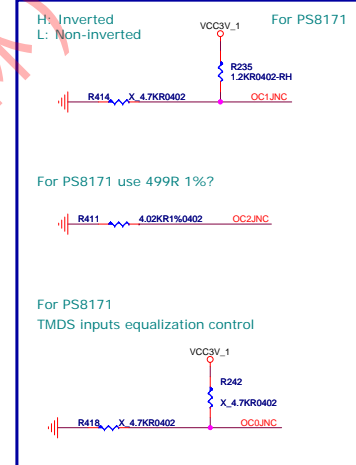 H: Inverted
For PS8171
L: Non-inverted
VCC3V_1
R235
1.2KR0402-RH
R414 X_4.7KR0402 OC1JNC
For PS8171 use 499R 1%?
R411 4.02KR1%0402 OC2JNC
For PS8171
TMDS inputs equalization control
VCC3V_1
R242
X_4.7KR0402
R418 X_4.7KR0402 OC0JNC